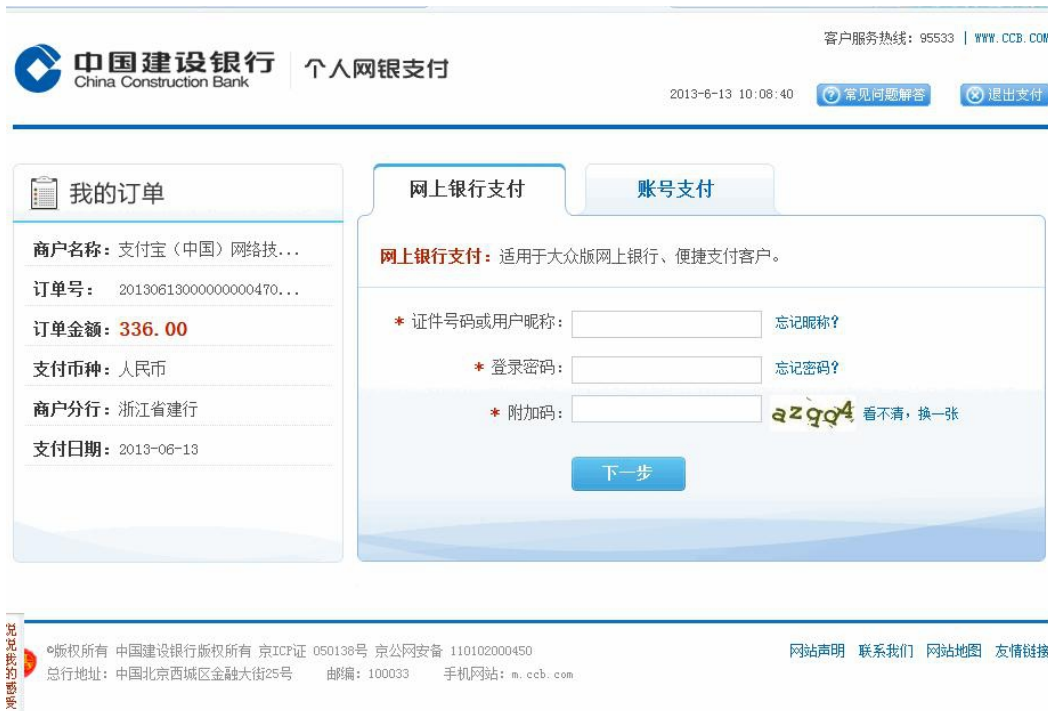 客户服务热线: 95533 | WWW.CCB.COM
中国建设银行
China Construction Bank
个人网银支付
2013-6-13 10:08:40 常见问题解答 退出支付
我的订单
商户名称: 支付宝（中国）网络技...
订单号: 20130613000000000470...
订单金额: 336.00
支付币种: 人民币
商户分行: 浙江省建行
支付日期: 2013-06-13
网上银行支付 账号支付
网上银行支付: 适用于大众版网上银行、便捷支付客户。
* 证件号码或用户昵称: 忘记昵称?
* 登录密码: 忘记密码?
* 附加码: 看不清，换一张
下一步
©版权所有 中国建设银行版权所有 京ICP证 050138号 京公网安备 110102000450
总行地址: 中国北京西城区金融大街25号 邮编: 100033 手机网站: m.ccb.com
网站声明 联系我们 网站地图 友情链接